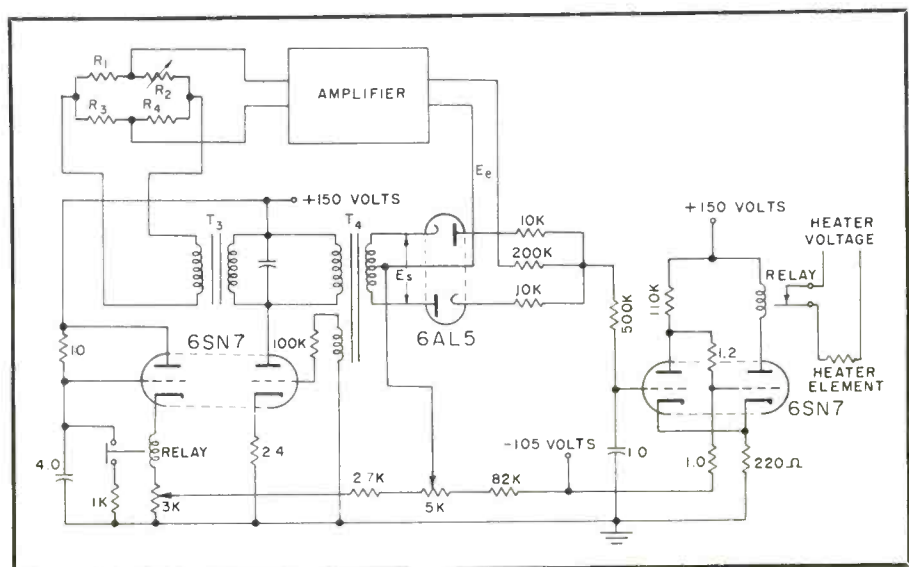 R1
R2
R3
R4
AMPLIFIER
Ee
+150 VOLTS
T3
T4
Es
10K
200K
10K
6AL5
500K
+150 VOLTS
HEATER
VOLTAGE
RELAY
110K
1.2
HEATER
ELEMENT
6SN7
10
6SN7
100K
RELAY
2.4
4.0
1K
3K
2.7K
5K
82K
-105 VOLTS
1.0
1.0
220Ω